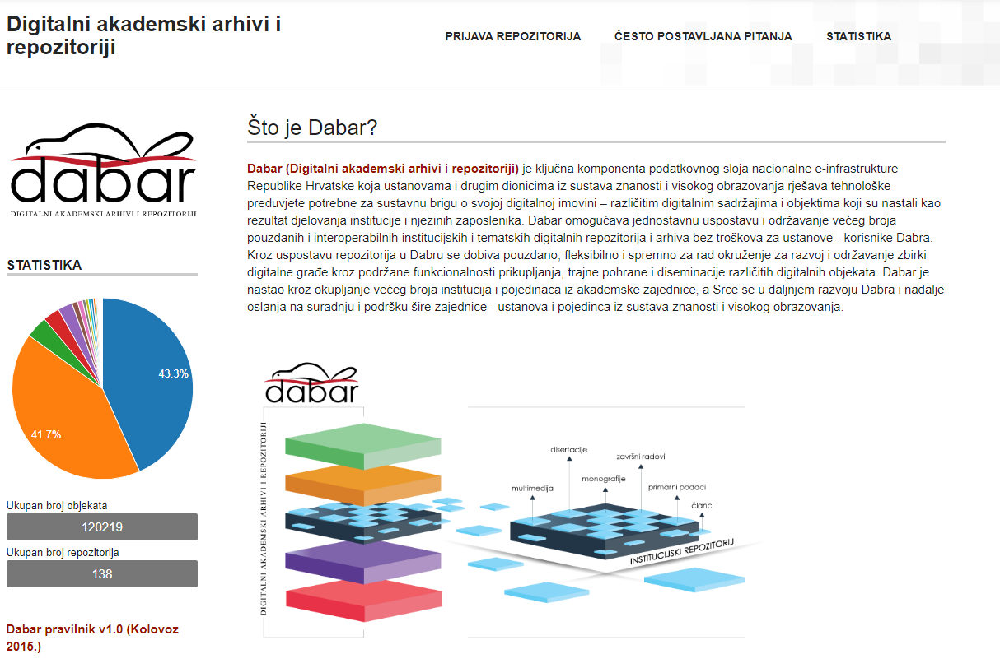 Digitalni akademski arhivi i
repozitoriji
PRIJAVA REPOZITORIJA
ČESTO POSTAVLJANA PITANJA
STATISTIKA
dabar
DIGITALNI AKADEMSKI ARHIVI I REPOZITORIJI
STATISTIKA
43.3%
41.7%
Ukupan broj objekata
120219
Ukupan broj repozitorija
138
Dabar pravilnik v1.0 (Kolovoz
2015.)
Što je Dabar?
Dabar (Digitalni akademski arhivi i repozitoriji) je ključna komponenta podatkovnog sloja nacionalne e-infrastrukture
Republike Hrvatske koja ustanovama i drugim dionicima iz sustava znanosti i visokog obrazovanja rješava tehnološke
preduvjete potrebne za sustavnu brigu o svojoj digitalnoj imovini – različitim digitalnim sadržajima i objektima koji su nastali kao
rezultat djelovanja institucije i njezinih zaposlenika. Dabar omogućava jednostavnu uspostavu i održavanje većeg broja
pouzdanih i interoperabilnih institucijskih i tematskih digitalnih repozitorija i arhiva bez troškova za ustanove - korisnike Dabra.
Kroz uspostavu repozitorija u Dabru se dobiva pouzdano, fleksibilno i spremno za rad okruženje za razvoj i održavanje zbirki
digitalne građe kroz podržane funkcionalnosti prikupljanja, trajne pohrane i diseminacije različitih digitalnih objekata. Dabar je
nastao kroz okupljanje većeg broja institucija i pojedinaca iz akademske zajednice, a Srce se u daljnjem razvoju Dabra i nadalje
oslanja na suradnju i podršku šire zajednice - ustanova i pojedinca iz sustava znanosti i visokog obrazovanja.
dabar
DIGITALNI AKADEMSKI ARHIVI I REPOZITORIJI
disertacije
završni radovi
monografije
multimedija
primarni podaci
članci
INSTITUCIJSKI REPOZITORIJ